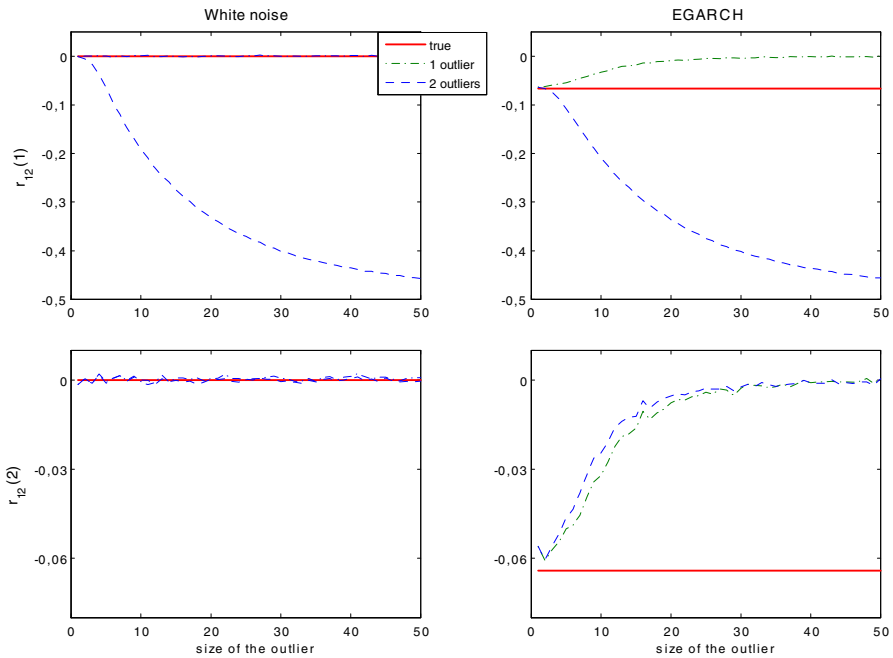 White noise
EGARCH
0
-0,1
-0,2
-0,3
-0,4
-0,5
r12(1)
0 10 20 30 40 50
true
1 outlier
2 outliers
0
-0,1
-0,2
-0,3
-0,4
-0,5
0 10 20 30 40 50
0
-0,03
-0,06
r12(2)
0 10 20 30 40 50
size of the outlier
0
-0,03
-0,06
0 10 20 30 40 50
size of the outlier